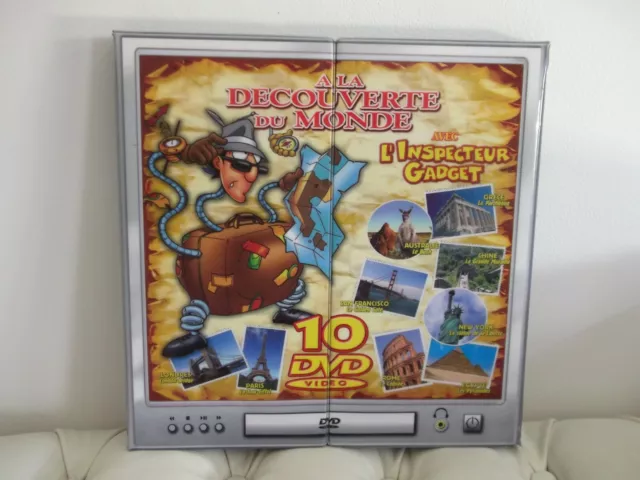 A LA
DECOUVERTE
DU MONDE
AVEC
L'INSPECTEUR
GADGET
GRECE
AUSTRALIE
CHINE
SAN FRANCISCO
NEW YORK
10
DVD
VIDEO
PARIS
DVD